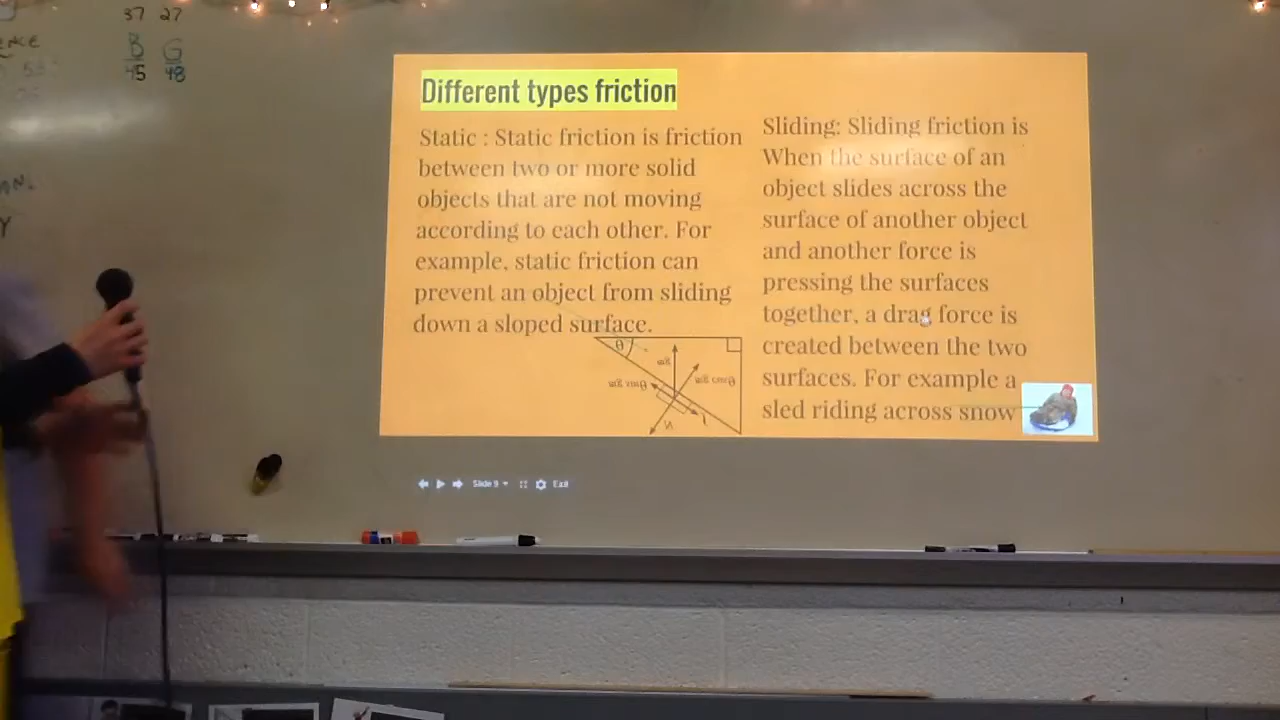 37 27
B G
45 48
Different types friction
Static : Static friction is friction
between two or more solid
objects that are not moving
according to each other. For
example, static friction can
prevent an object from sliding
down a sloped surface.
θ
Sliding: Sliding friction is
When the surface of an
object slides across the
surface of another object
and another force is
pressing the surfaces
together, a drag force is
created between the two
surfaces. For example a
sled riding across snow
Slide 9
Exit